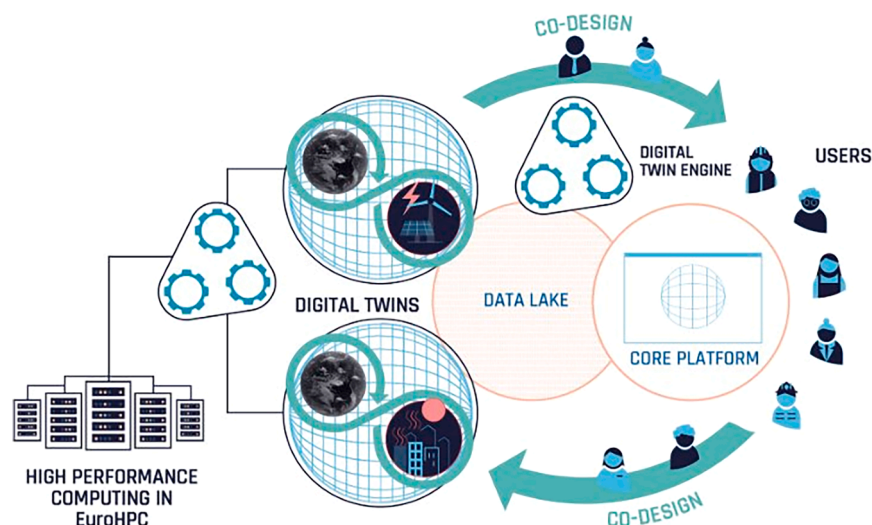 CO-DESIGN
DIGITAL
TWIN ENGINE
USERS
DIGITAL TWINS
DATA LAKE
CORE PLATFORM
HIGH PERFORMANCE
COMPUTING IN
EuroHPC
CO-DESIGN